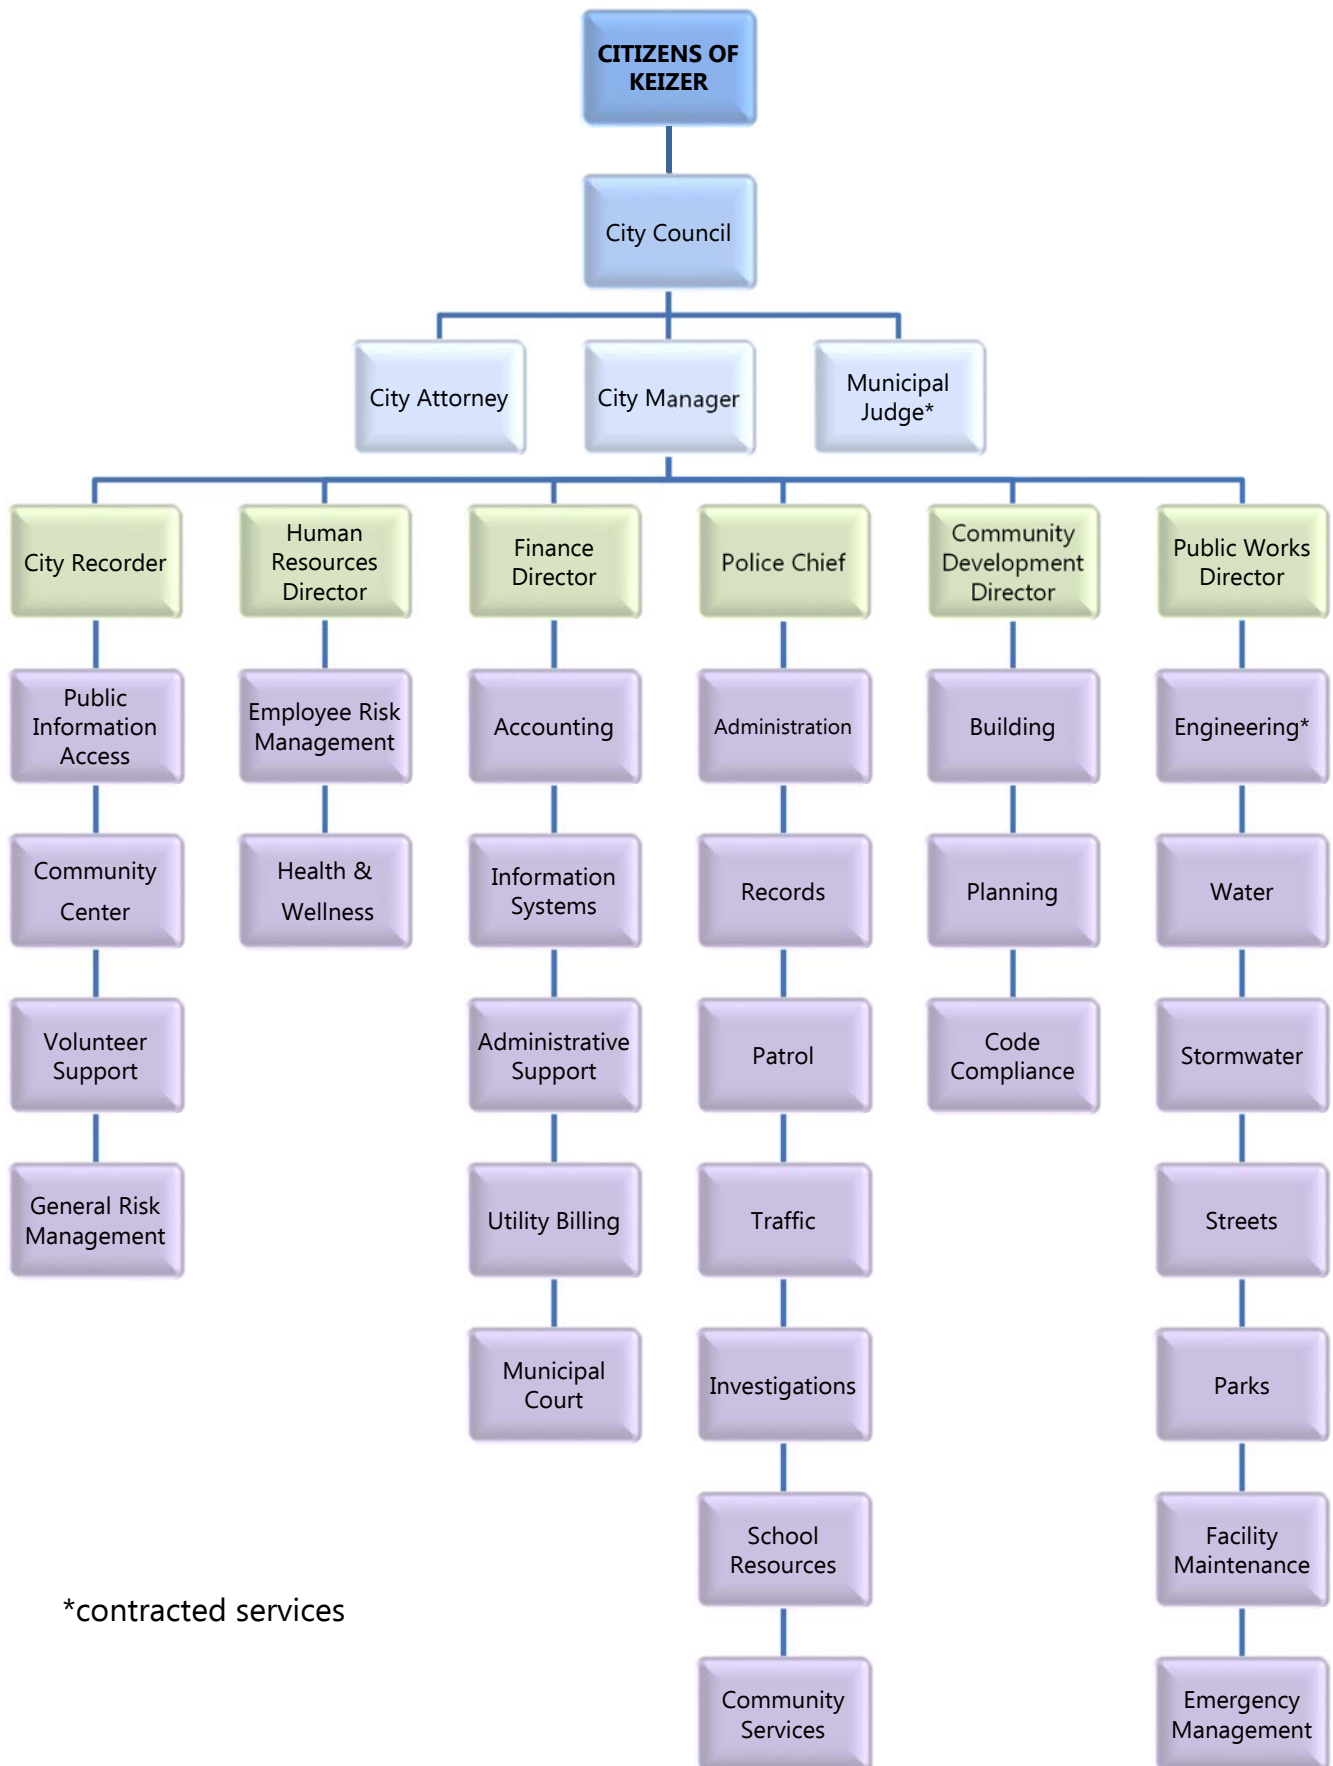 CITIZENS OF
KEIZER
City Council
City Attorney
City Manager
Municipal
Judge*
City Recorder
Human
Resources
Director
Finance
Director
Police Chief
Community
Development
Director
Public Works
Director
Public
Information
Access
Employee Risk
Management
Accounting
Administration
Building
Engineering*
Community
Center
Health &
Wellness
Information
Systems
Records
Planning
Water
Volunteer
Support
Administrative
Support
Patrol
Code
Compliance
Stormwater
General Risk
Management
Utility Billing
Traffic
Streets
Municipal
Court
Investigations
Parks
School
Resources
Facility
Maintenance
*contracted services
Community
Services
Emergency
Management